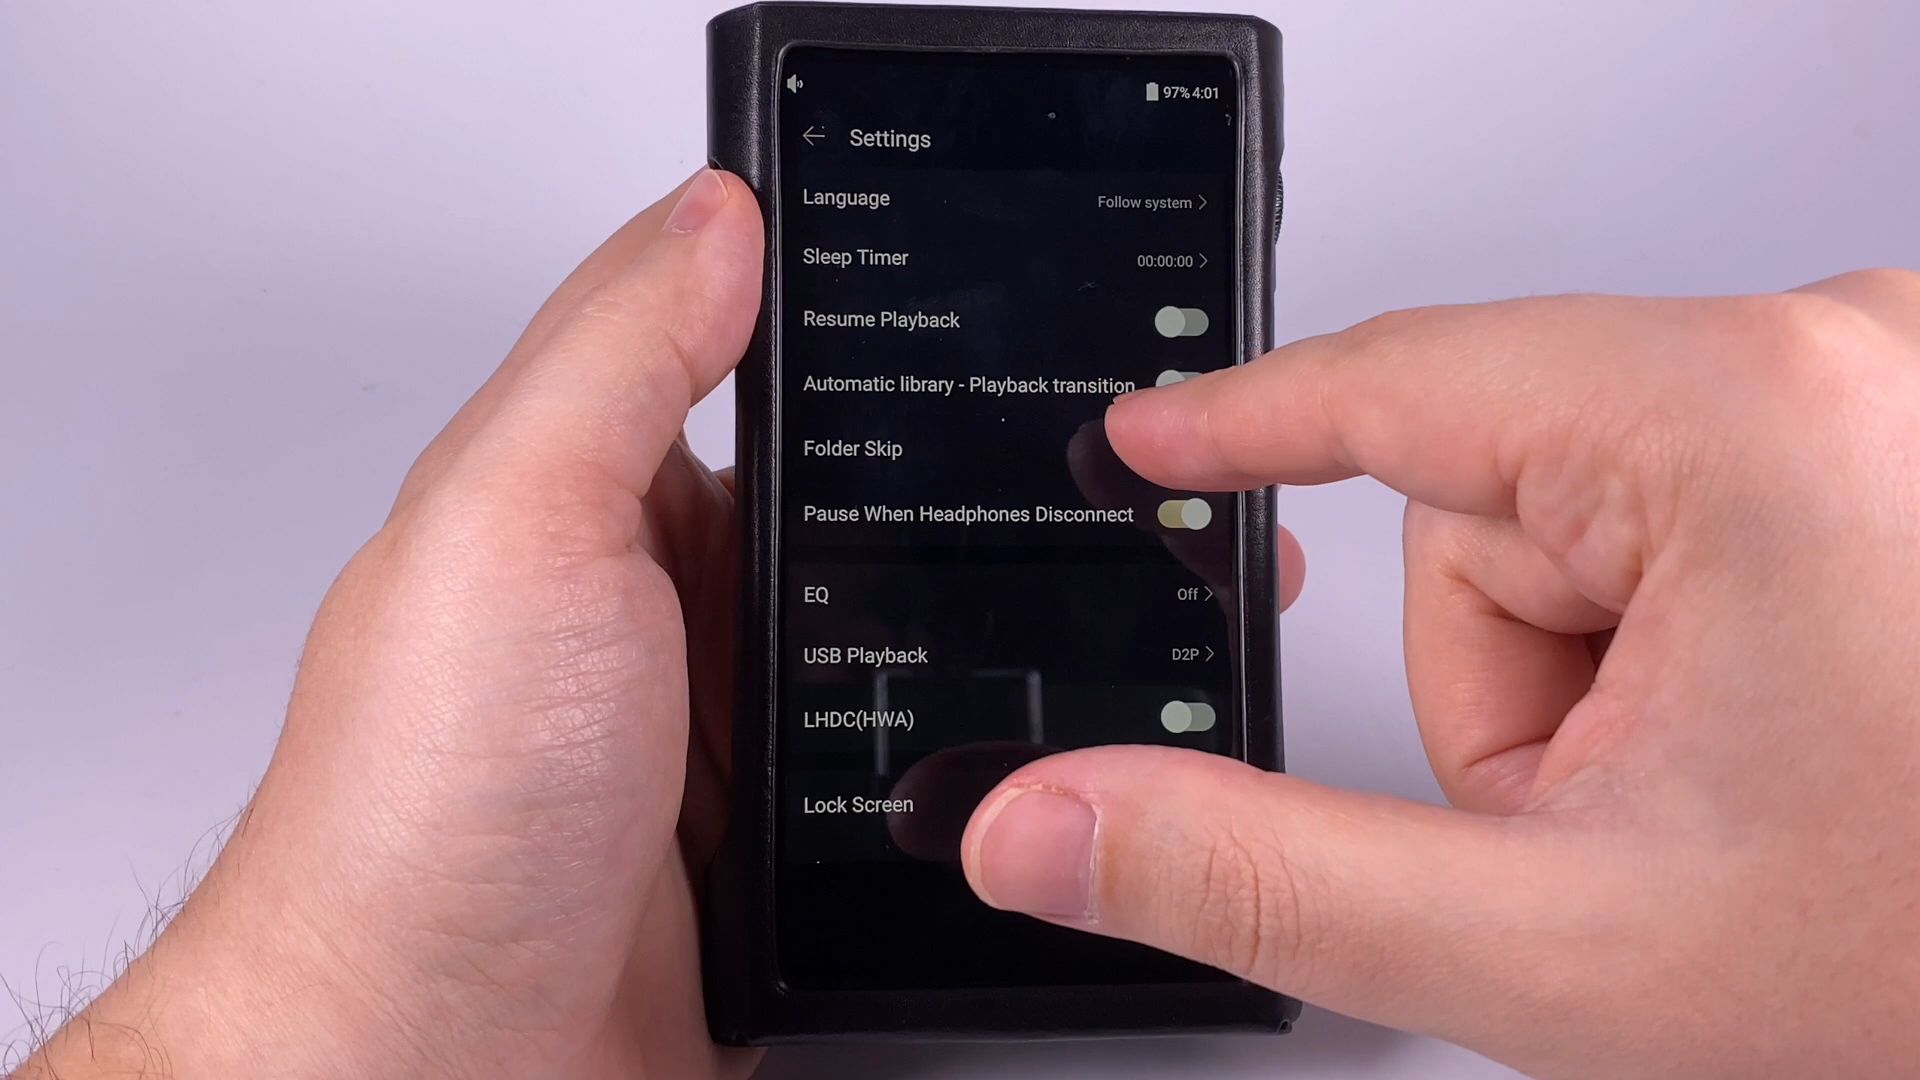 97% 4:01
Settings
Language Follow system
Sleep Timer 00:00:00
Resume Playback
Automatic library - Playback transition
Folder Skip
Pause When Headphones Disconnect
EQ Off
USB Playback D2P
LHDC(HWA)
Lock Screen